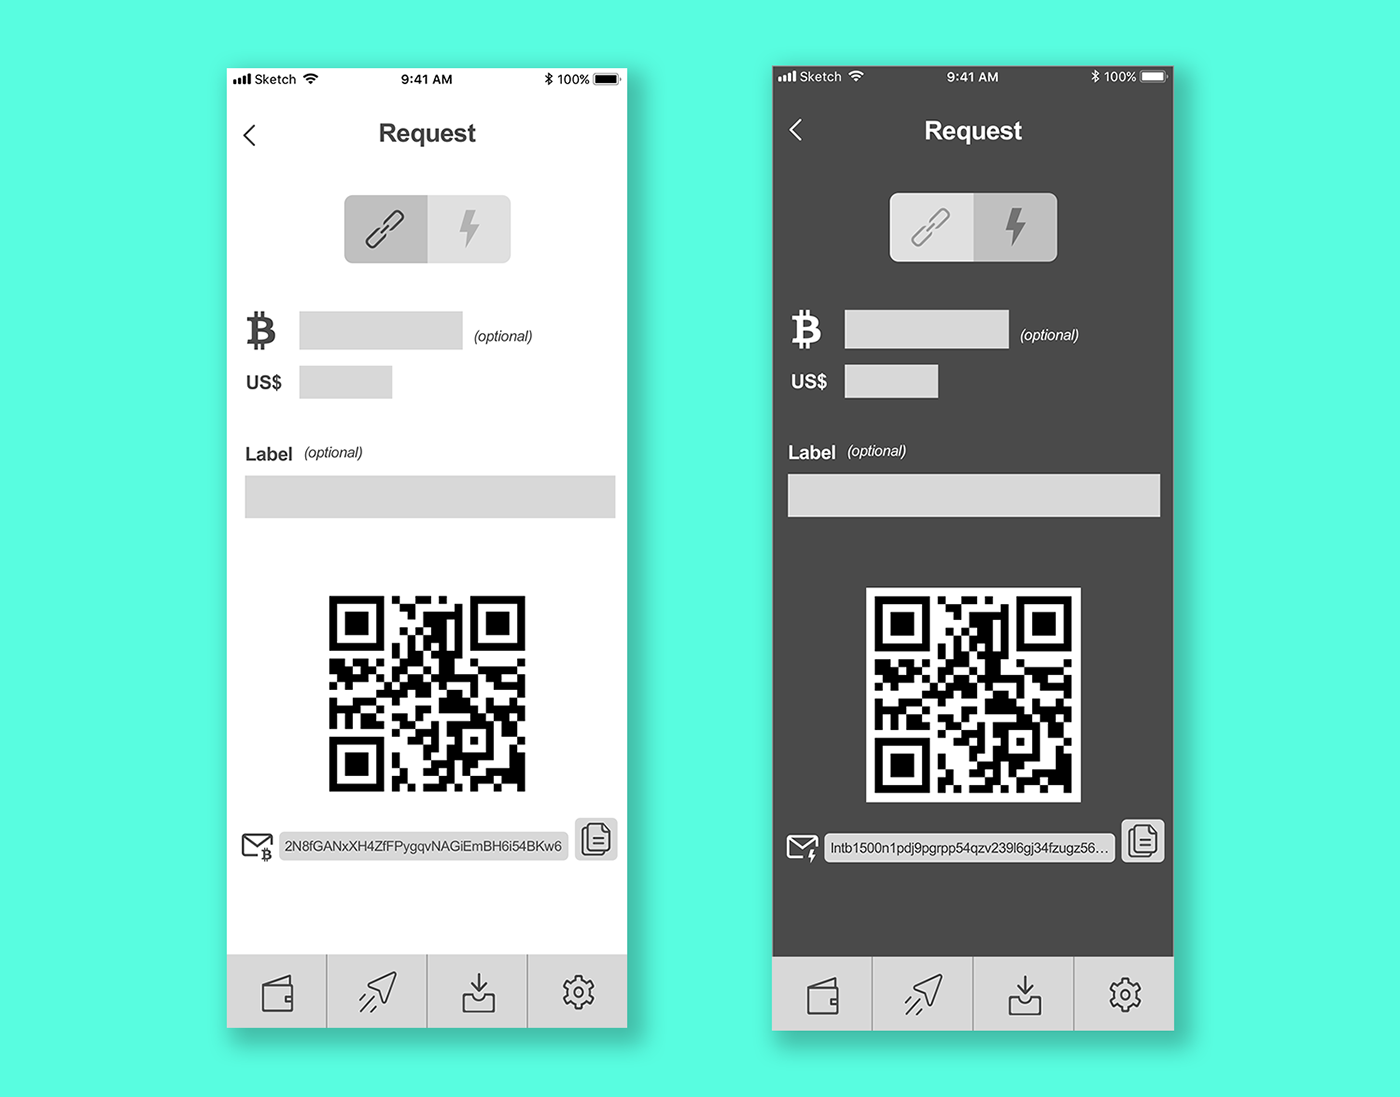 Sketch 9:41 AM 100%
Request
(optional)
US$
Label (optional)
2N8fGANxXH4ZfFPygqvNAGiEmBH6i54BKw6
Sketch 9:41 AM 100%
Request
(optional)
US$
Label (optional)
lntb1500n1pdj9pgrpp54qzv239l6gj34fzugz56...